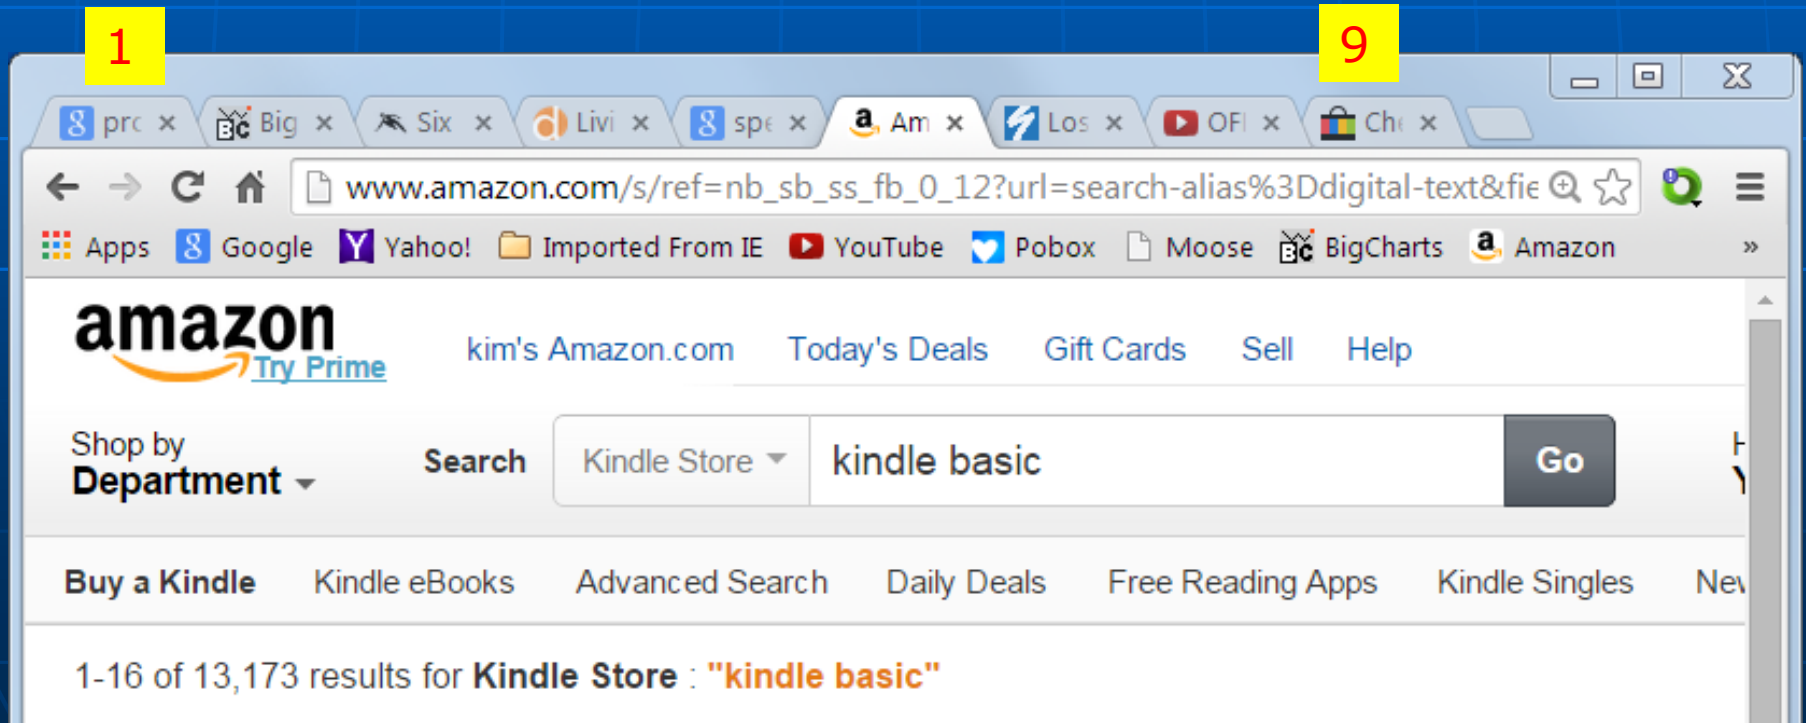 1 9
prc Big Six Livi spe Am Los OFI Che
www.amazon.com/s/ref=nb_sb_ss_fb_0_12?url=search-alias%3Ddigital-text&fie
Apps Google Yahoo! Imported From IE YouTube Pobox Moose BigCharts Amazon »
amazon
Try Prime
kim's Amazon.com Today's Deals Gift Cards Sell Help
Shop by
Department
Search Kindle Store kindle basic Go
Buy a Kindle Kindle eBooks Advanced Search Daily Deals Free Reading Apps Kindle Singles
1-16 of 13,173 results for Kindle Store : "kindle basic"